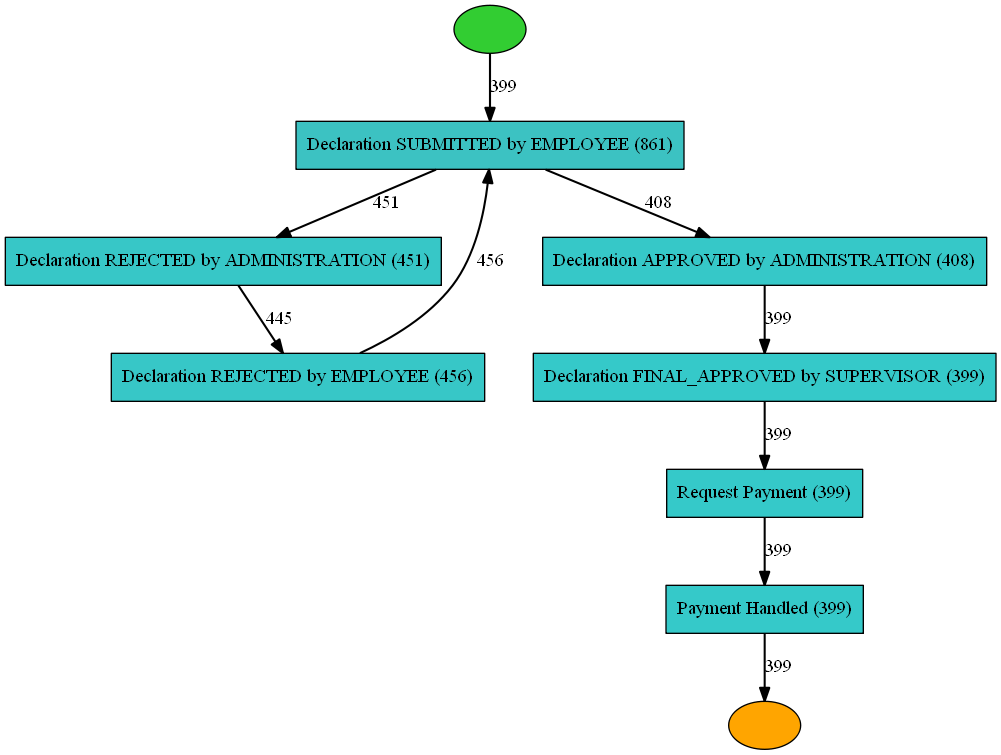 399
Declaration SUBMITTED by EMPLOYEE (861)
451
408
Declaration REJECTED by ADMINISTRATION (451)
456
Declaration APPROVED by ADMINISTRATION (408)
445
399
Declaration REJECTED by EMPLOYEE (456)
Declaration FINAL_APPROVED by SUPERVISOR (399)
399
Request Payment (399)
399
Payment Handled (399)
399